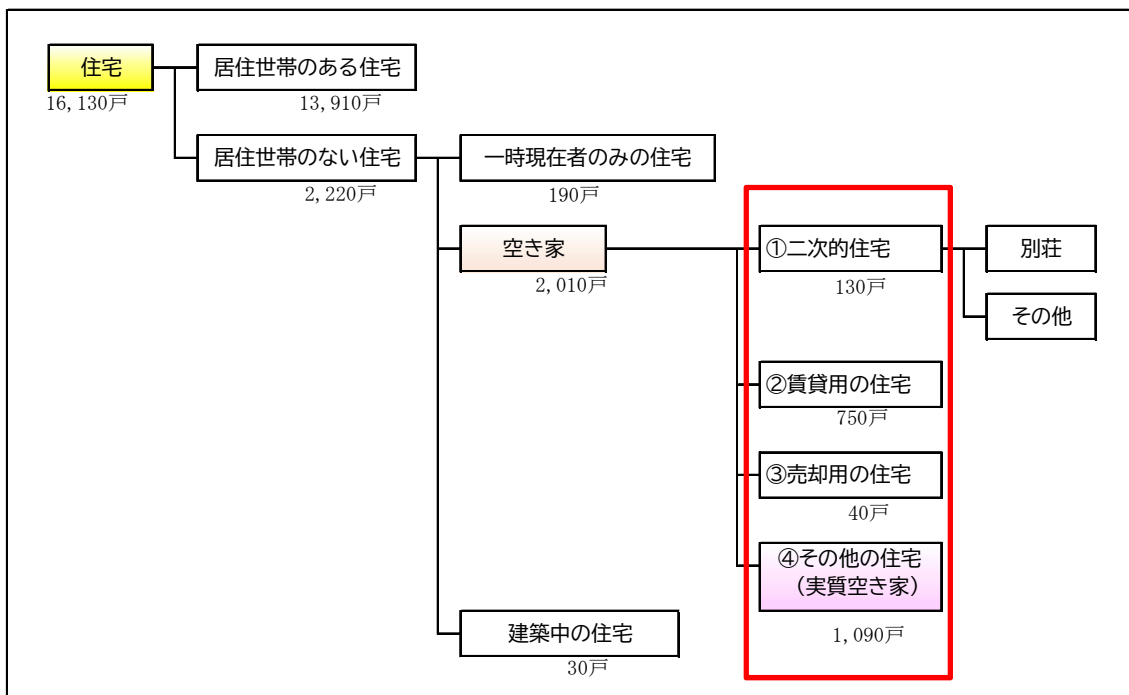 住宅
16,130戸
居住世帯のある住宅
13,910戸
居住世帯のない住宅
2,220戸
一時現在者のみの住宅
190戸
空き家
2,010戸
①二次的住宅
130戸
別荘
その他
②賃貸用の住宅
750戸
③売却用の住宅
40戸
④その他の住宅
（実質空き家）
1,090戸
建築中の住宅
30戸